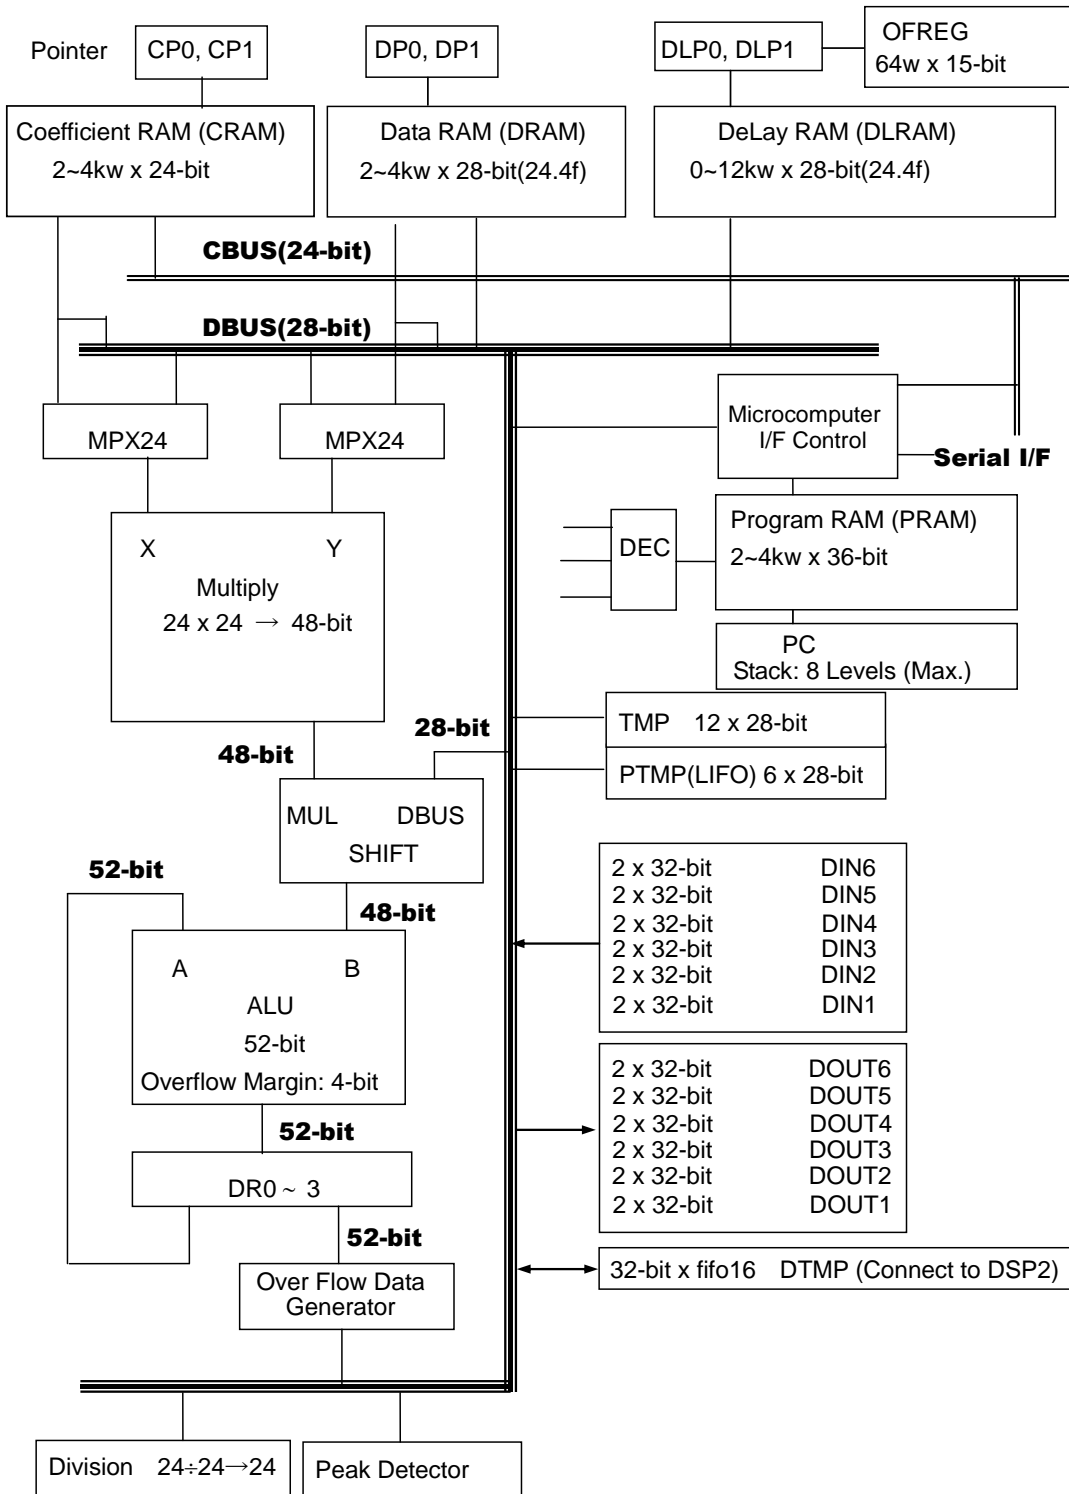 Pointer
CP0, CP1
DP0, DP1
DLP0, DLP1
OFREG
64w x 15-bit
Coefficient RAM (CRAM)
2~4kw x 24-bit
Data RAM (DRAM)
2~4kw x 28-bit(24.4f)
DeLay RAM (DLRAM)
0~12kw x 28-bit(24.4f)
CBUS(24-bit)
DBUS(28-bit)
MPX24
MPX24
Microcomputer
I/F Control
Serial I/F
X
Y
Multiply
24 x 24 → 48-bit
DEC
Program RAM (PRAM)
2~4kw x 36-bit
PC
Stack: 8 Levels (Max.)
TMP 12 x 28-bit
PTMP(LIFO) 6 x 28-bit
48-bit
28-bit
MUL
DBUS
SHIFT
52-bit
48-bit
A
B
ALU
52-bit
Overflow Margin: 4-bit
52-bit
DR0 ~ 3
52-bit
Over Flow Data
Generator
2 x 32-bit DIN6
2 x 32-bit DIN5
2 x 32-bit DIN4
2 x 32-bit DIN3
2 x 32-bit DIN2
2 x 32-bit DIN1
2 x 32-bit DOUT6
2 x 32-bit DOUT5
2 x 32-bit DOUT4
2 x 32-bit DOUT3
2 x 32-bit DOUT2
2 x 32-bit DOUT1
32-bit x fifo16 DTMP (Connect to DSP2)
Division 24÷24→24
Peak Detector